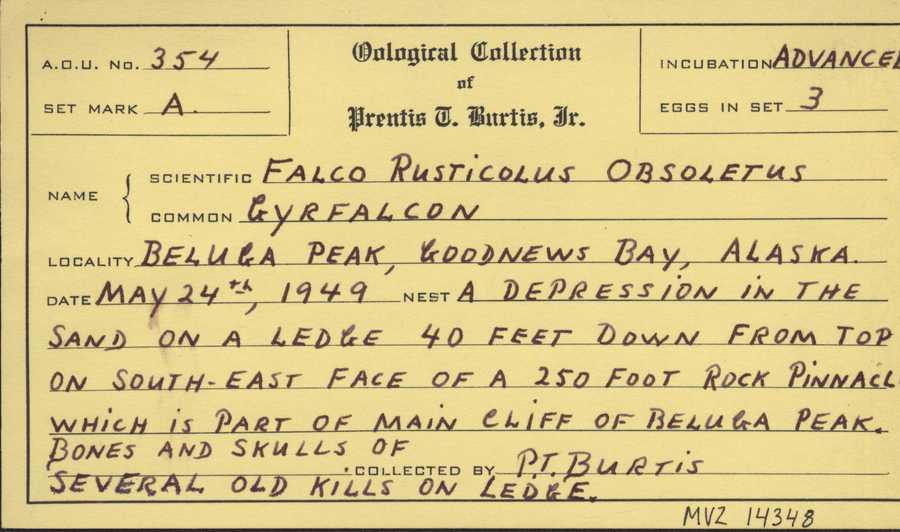 A.O.U. No. 354
SET MARK A.
Oological Collection
of
Prentis T. Burtis, Jr.
INCUBATION ADVANCED
EGGS IN SET 3
NAME
SCIENTIFIC FALCO RUSTICOLUS OBSOLETUS
COMMON GYRFALCON
LOCALITY BELUGA PEAK, GOODNEWS BAY, ALASKA.
DATE MAY 24th, 1949 NEST A DEPRESSION IN THE
SAND ON A LEDGE 40 FEET DOWN FROM TOP
ON SOUTH-EAST FACE OF A 250 FOOT ROCK PINNACL
WHICH IS PART OF MAIN CLIFF OF BELUGA PEAK.
BONES AND SKULLS OF
COLLECTED BY P.T. BURTIS
SEVERAL OLD KILLS ON LEDGE.
MVZ 14348